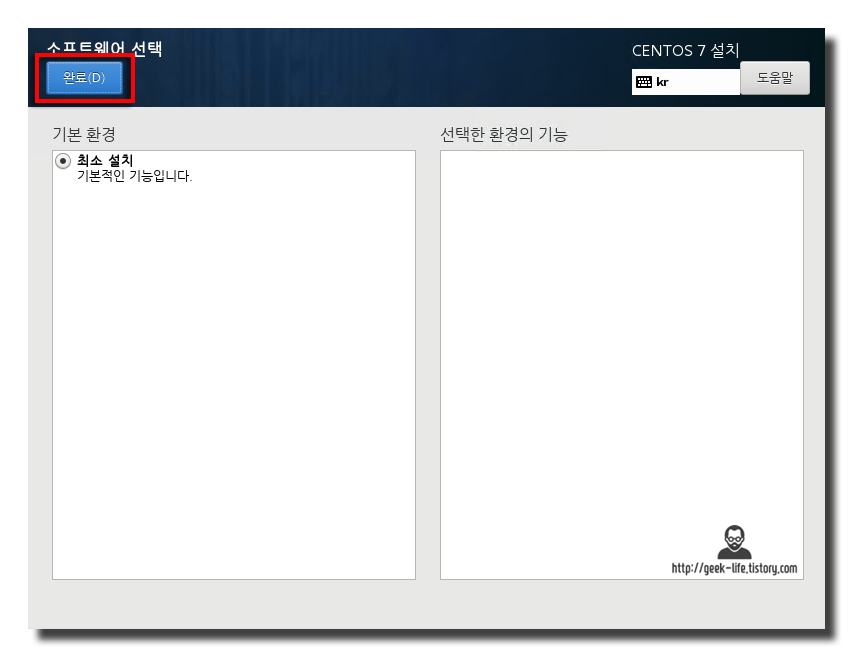 소프트웨어 선택
CENTOS 7 설치
완료(D)
kr
도움말
기본 환경
선택한 환경의 기능
최소 설치
기본적인 기능입니다.
http://geek-life.tistory.com